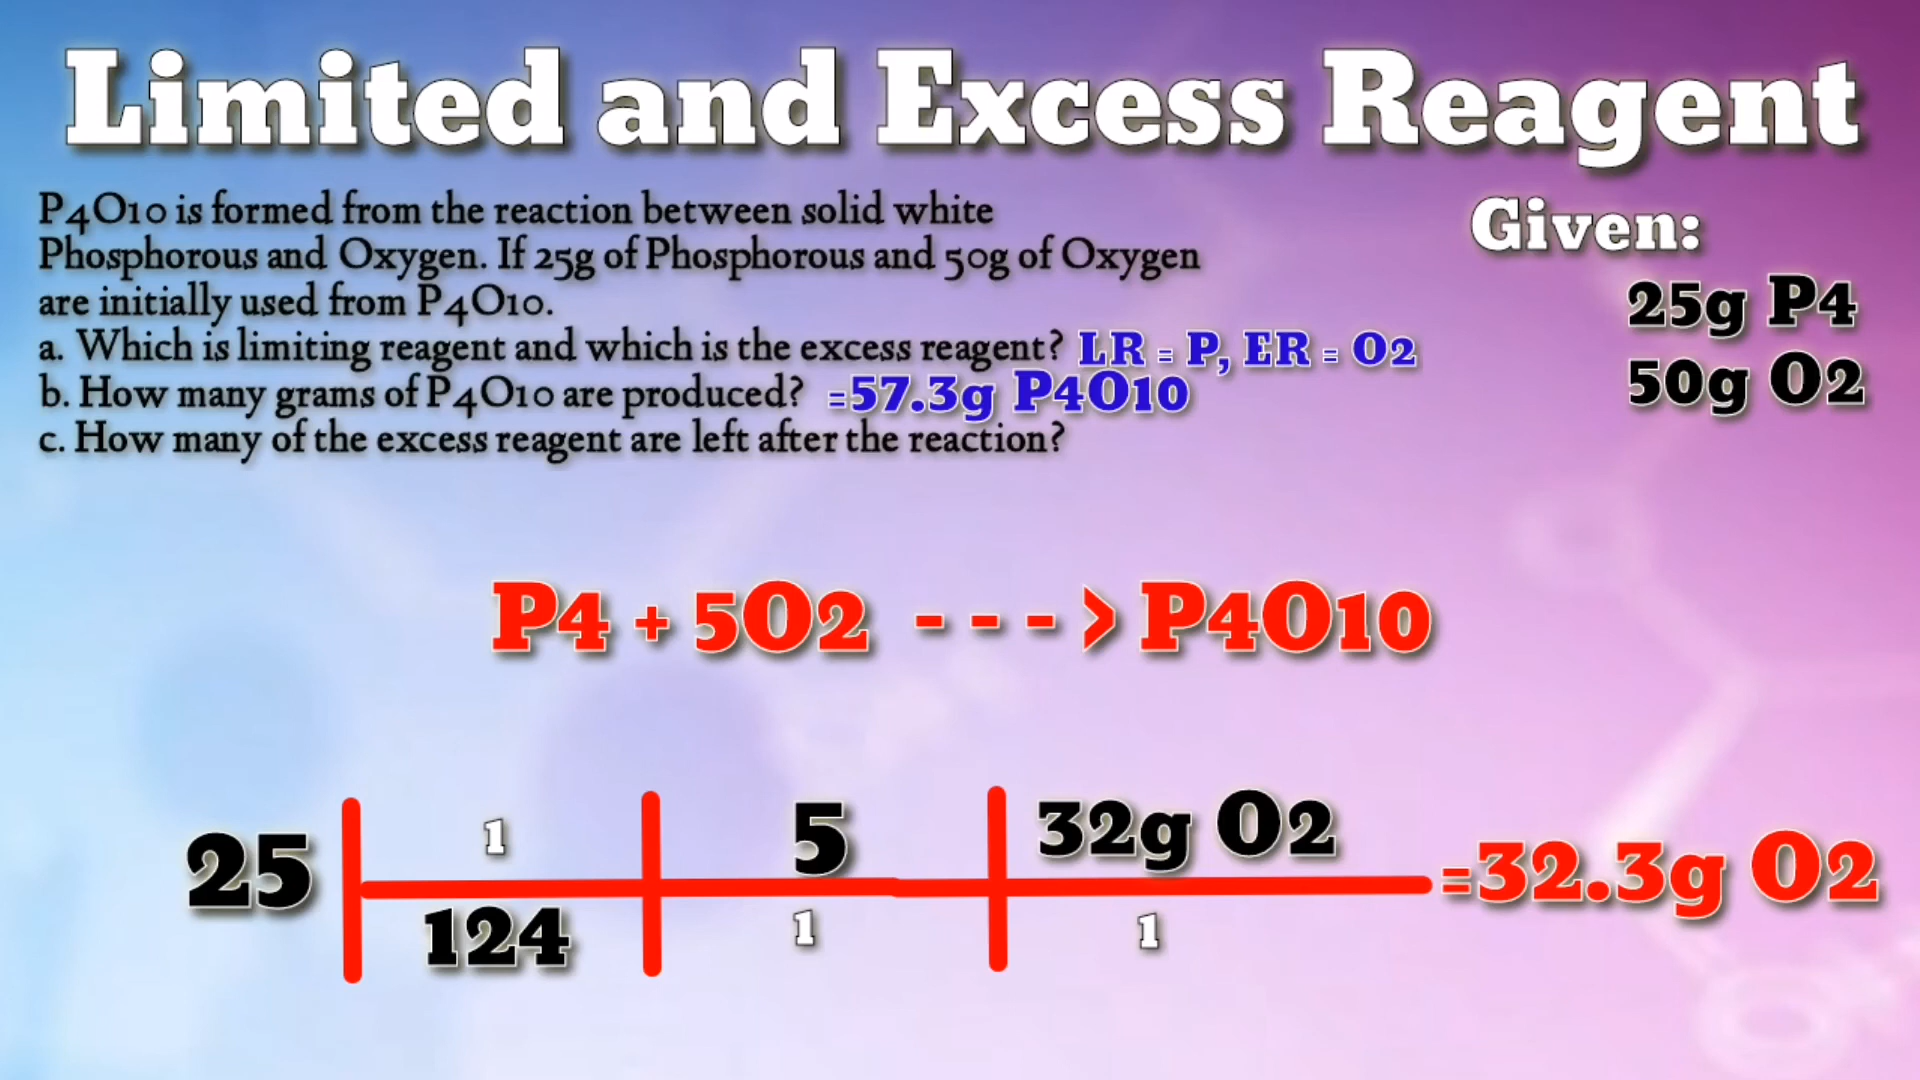 Limited and Excess Reagent
P4O10 is formed from the reaction between solid white
Phosphorous and Oxygen. If 25g of Phosphorous and 50g of Oxygen
are initially used from P4O10.
a. Which is limiting reagent and which is the excess reagent? LR = P, ER = O2
b. How many grams of P4O10 are produced? =57.3g P4O10
c. How many of the excess reagent are left after the reaction?
Given:
25g P4
50g O2
P4 + 5O2 - - - > P4O10
25 1 5 32g O2 =32.3g O2
124 1 1